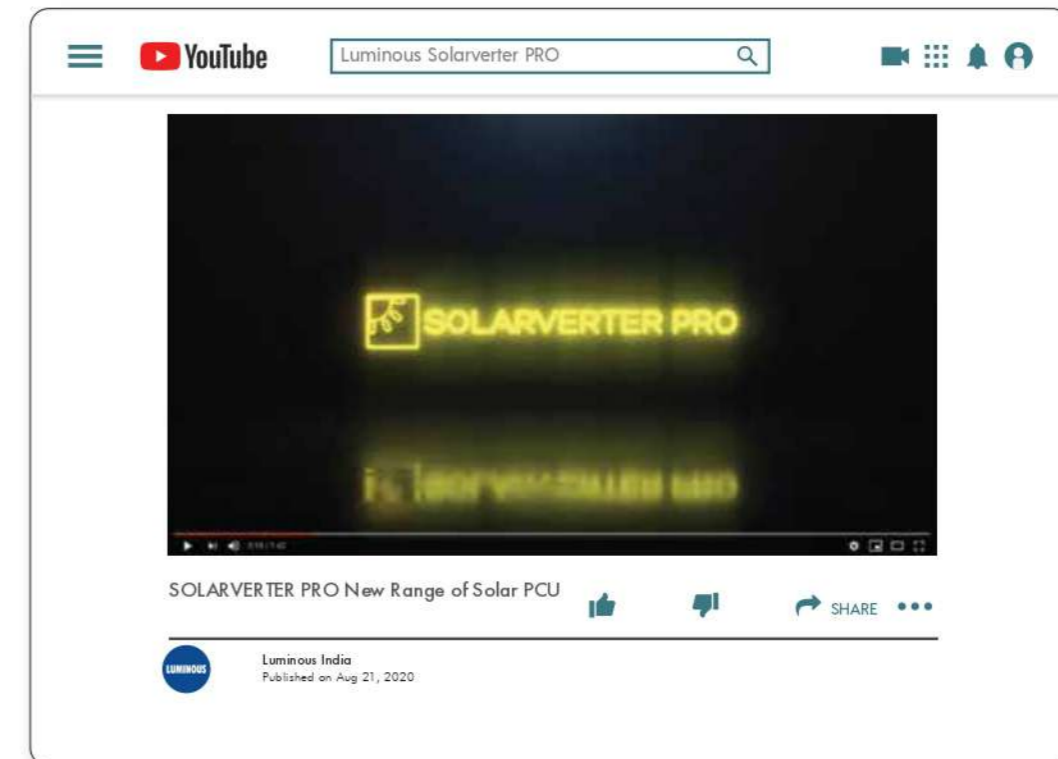 YouTube
Luminous Solarverter PRO
SOLARVERTER PRO
SOLARVERTER PRO New Range of Solar PCU
SHARE
LUMINOUS
Luminous India
Published on Aug 21, 2020